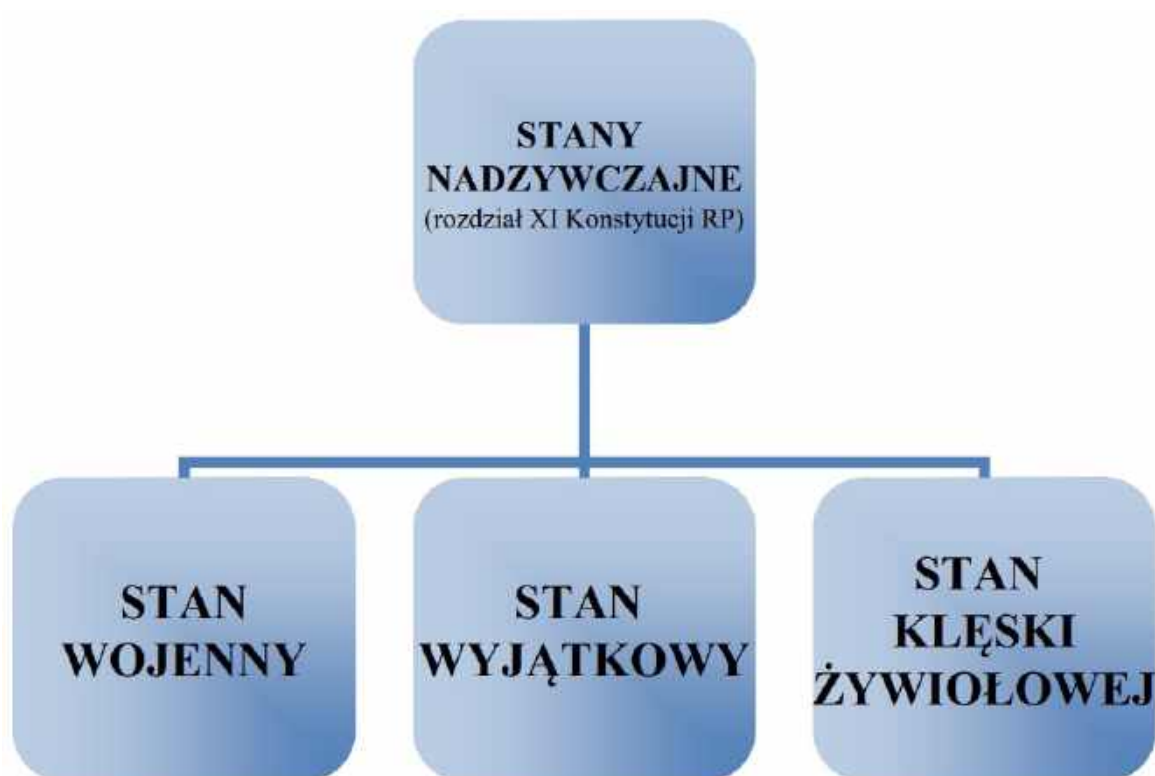 STANY
NADZYWCZAJNE
(rozdział XI Konstytucji RP)
STAN
WOJENNY
STAN
WYJĄTKOWY
STAN
KLĘSKI
ŻYWIOŁOWEJ